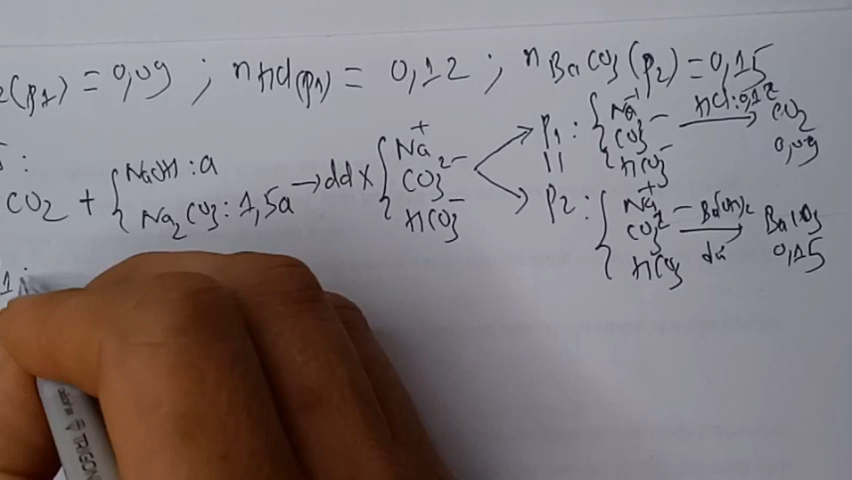 2(p1) = 0,09 ; nHCl(p1) = 0,12 ; nBaCO3(p2) = 0,15
CO2 + { NaOH : a Na2CO3 : 1,5a → ddX { Na+ CO3 2- HCO3-
P1 : { Na+ CO3 2- HCO3- HCl : 0,12 → CO2 0,09
=
P2 : { Na+ CO3 2- HCO3 Ba(OH)2 dư → BaCO3 0,15
TRIGON